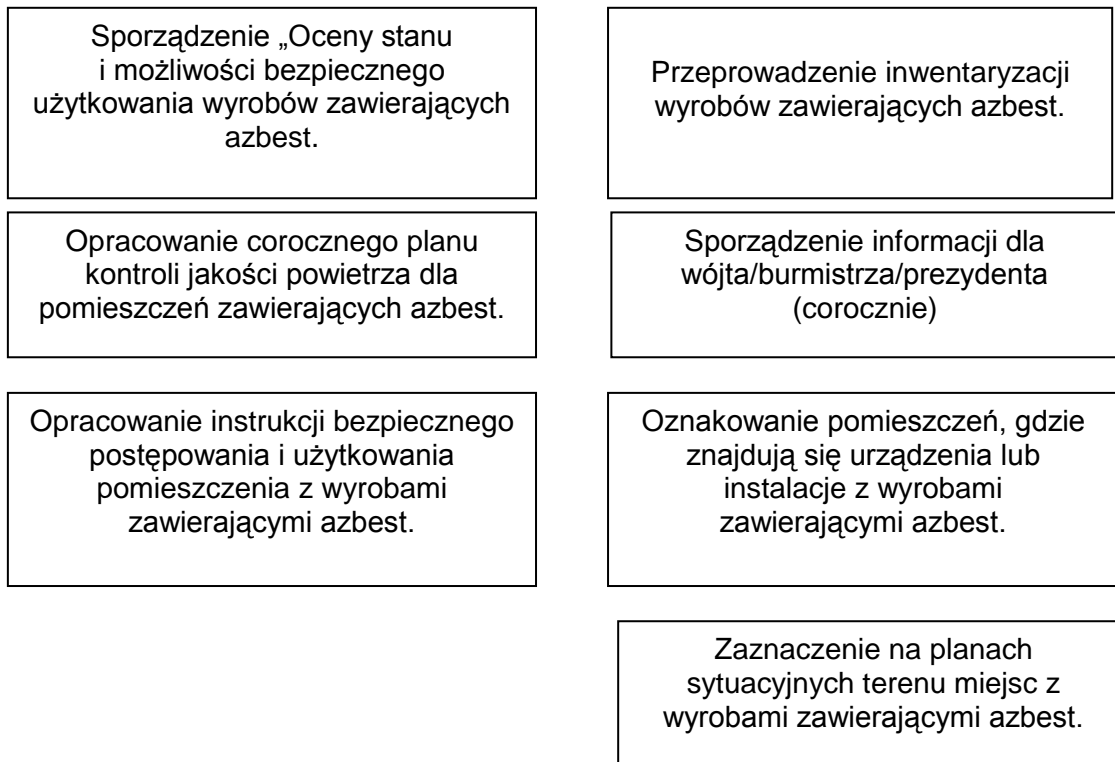 Sporządzenie „Oceny stanu
i możliwości bezpiecznego
użytkowania wyrobów zawierających
azbest.
Przeprowadzenie inwentaryzacji
wyrobów zawierających azbest.
Opracowanie corocznego planu
kontroli jakości powietrza dla
pomieszczeń zawierających azbest.
Sporządzenie informacji dla
wójta/burmistrza/prezydenta
(corocznie)
Opracowanie instrukcji bezpiecznego
postępowania i użytkowania
pomieszczenia z wyrobami
zawierającymi azbest.
Oznakowanie pomieszczeń, gdzie
znajdują się urządzenia lub
instalacje z wyrobami
zawierającymi azbest.
Zaznaczenie na planach
sytuacyjnych terenu miejsc z
wyrobami zawierającymi azbest.